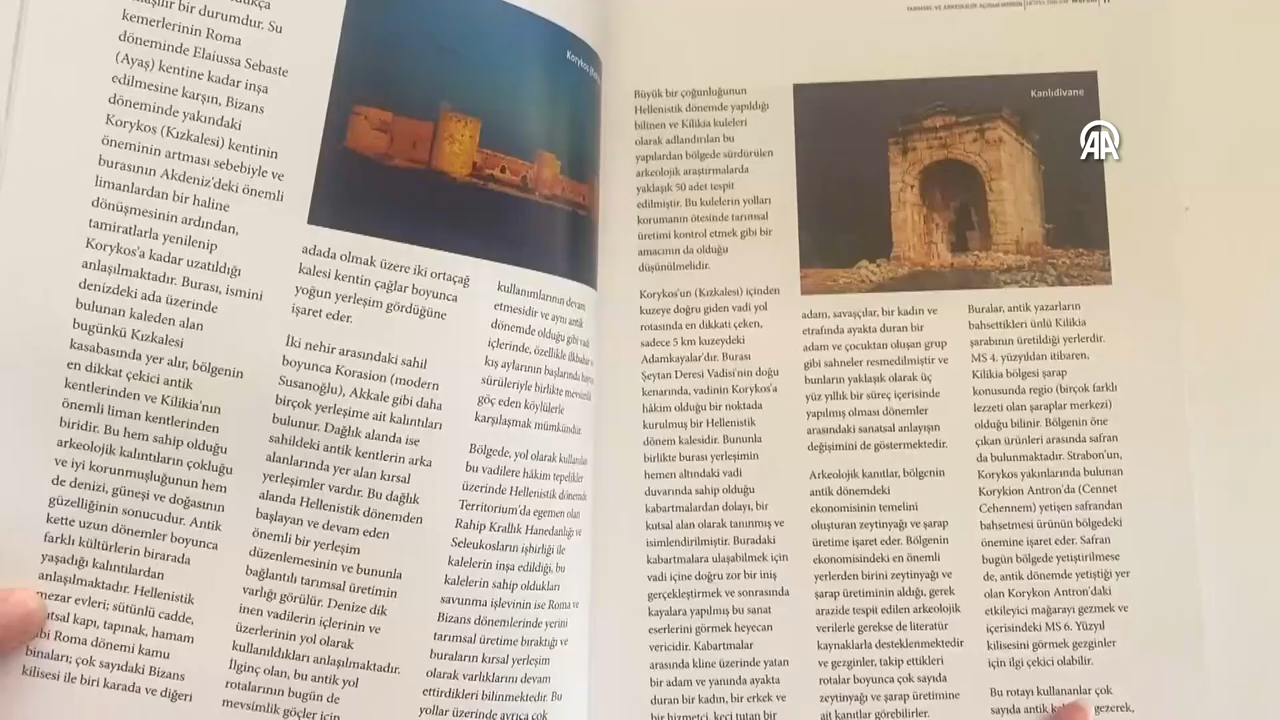 bir durumdur. Su
kemerlerinin Roma
döneminde Elaiussa Sebaste
(Ayaş) kentine kadar inşa
edilmesine karşın, Bizans
döneminde yakındaki
Korykos (Kızkalesi) kentinin
öneminin artması sebebiyle ve
burasının Akdeniz'deki önemli
limanlardan bir haline
dönüşmesinin ardından,
tamiratlarla yenilenip
Korykos'a kadar uzatıldığı
anlaşılmaktadır. Burası, ismini
denizdeki ada üzerinde
bulunan kaleden alan
bugünkü Kızkalesi
kasabasında yer alır, bölgenin
en dikkat çekici antik
kentlerinden ve Kilikia'nın
önemli liman kentlerinden
biridir. Bu hem sahip olduğu
arkeolojik kalıntıların çokluğu
ve iyi korunmuşluğunun hem
de denizi, güneşi ve doğasının
güzelliğinin sonucudur. Antik
kette uzun dönemler boyunca
farklı kültürlerin birarada
yaşadığı kalıntılardan
anlaşılmaktadır. Hellenistik
mezar evleri; sütünlü cadde,
kapı, tapınak, hamam
Roma dönemi kamu
binaları; çok sayıdaki Bizans
kilisesi ile biri karada ve diğeri
Korykos
adada olmak üzere iki ortaçağ
kalesi kentin çağlar boyunca
yoğun yerleşim gördüğüne
işaret eder.
İki nehir arasındaki sahil
boyunca Korasion (modern
Susanoğlu), Akkale gibi daha
birçok yerleşime ait kalıntıları
bulunur. Dağlık alanda ise
sahildeki antik kentlerin arka
alanlarında yer alan kırsal
yerleşimler vardır. Bu dağlık
alanda Hellenistik dönemden
başlayan ve devam eden
önemli bir yerleşim
düzenlemesinin ve bununla
bağlantılı tarımsal üretimin
varlığı görülür. Denize dik
inen vadilerin içlerinin ve
üzerlerinin yol olarak
kullanıldıkları anlaşılmaktadır.
İlginç olan, bu antik yol
rotalarının bugün de
mevsimlik göçler için
kullanımlarının devam
etmesidir ve aynı antik
dönemde olduğu gibi vadi
içlerinde, özellikle ilkbahar ve
kış aylarının başlarında
sürüleriyle birlikte mevsimlik
göç eden köylülerle
karşılaşmak mümkündür.
Bölgede, yol olarak kullanılan
bu vadilere hâkim tepelikler
üzerinde Hellenistik dönemde
Territorium'da egemen olan
Rahip Krallık Hanedanlığı ve
Seleukosların işbirliği ile
kalelerin inşa edildiği, bu
kalelerin sahip oldukları
savunma işlevinin ise Roma ve
Bizans dönemlerinde yerini
tarımsal üretime bıraktığı ve
buraların kırsal yerleşim
olarak varlıklarını devam
ettirdikleri bilinmektedir. Bu
yollar üzerinde ayrıca çok
Büyük bir çoğunluğunun
Hellenistik dönemde yapıldığı
bilinen ve Kilikia kuleleri
olarak adlandırılan bu
yapılardan bölgede sürdürülen
arkeolojik araştırmalarda
yaklaşık 50 adet tespit
edilmiştir. Bu kulelerin yolları
korumanın ötesinde tarımsal
üretimi kontrol etmek gibi bir
amacının da olduğu
düşünülmelidir.
Korykos'un (Kızkalesi) içinden
kuzeye doğru giden vadi yol
rotasında en dikkati çeken,
sadece 5 km kuzeydeki
Adamkayalar'dır. Burası
Şeytan Deresi Vadisi'nin doğu
kenarında, vadinin Korykos'a
hâkim olduğu bir noktada
kurulmuş bir Hellenistik
dönem kalesidir. Bununla
birlikte burası yerleşimin
hemen altındaki vadi
duvarında sahip olduğu
kabartmalardan dolayı, bir
kutsal alan olarak tanınmış ve
isimlendirilmiştir. Buradaki
kabartmalara ulaşabilmek için
vadi içine doğru zor bir iniş
gerçekleştirmek ve sonrasında
kayalara yapılmış bu sanat
eserlerini görmek heyecan
vericidir. Kabartmalar
arasında kline üzerinde yatan
bir adam ve yanında ayakta
duran bir kadın, bir erkek ve
bir hizmetçi, keçi tutan bir
Kanlıdivane
AA
adam, savaşçılar, bir kadın ve
etrafında ayakta duran bir
adam ve çocuktan oluşan grup
gibi sahneler resmedilmiştir ve
bunların yaklaşık olarak üç
yüz yıllık bir süreç içerisinde
yapılmış olması dönemler
arasındaki sanatsal anlayışın
değişimini de göstermektedir.
Arkeolojik kanıtlar, bölgenin
antik dönemdeki
ekonomisinin temelini
oluşturan zeytinyağı ve şarap
üretime işaret eder. Bölgenin
ekonomisindeki en önemli
yerlerden birini zeytinyağı ve
şarap üretiminin aldığı, gerek
arazide tespit edilen arkeolojik
verilerle gerekse de literatür
kaynaklarla desteklenmektedir
ve gezginler, takip ettikleri
rotalar boyunca çok sayıda
zeytinyağı ve şarap üretimine
ait kanıtlar görebilirler.
Buralar, antik yazarların
bahsettikleri ünlü Kilikia
şarabının üretildiği yerlerdir.
MS 4. yüzyıldan itibaren,
Kilikia bölgesi şarap
konusunda regio (birçok farklı
lezzeti olan şaraplar merkezi)
olduğu bilinir. Bölgenin öne
çıkan ürünleri arasında safran
da bulunmaktadır. Strabon'un,
Korykos yakınlarında bulunan
Korykion Antron'da (Cennet
Cehennem) yetişen safrandan
bahsetmesi ürünün bölgedeki
önemine işaret eder. Safran
bugün bölgede yetiştirilmese
de, antik dönemde yetiştiği yer
olan Korykon Antron'daki
etkileyici mağarayı gezmek ve
içerisindeki MS 6. Yüzyıl
kilisesini görmek gezginler
için ilgi çekici olabilir.
Bu rotayı kullananlar çok
sayıda antik gezerek,